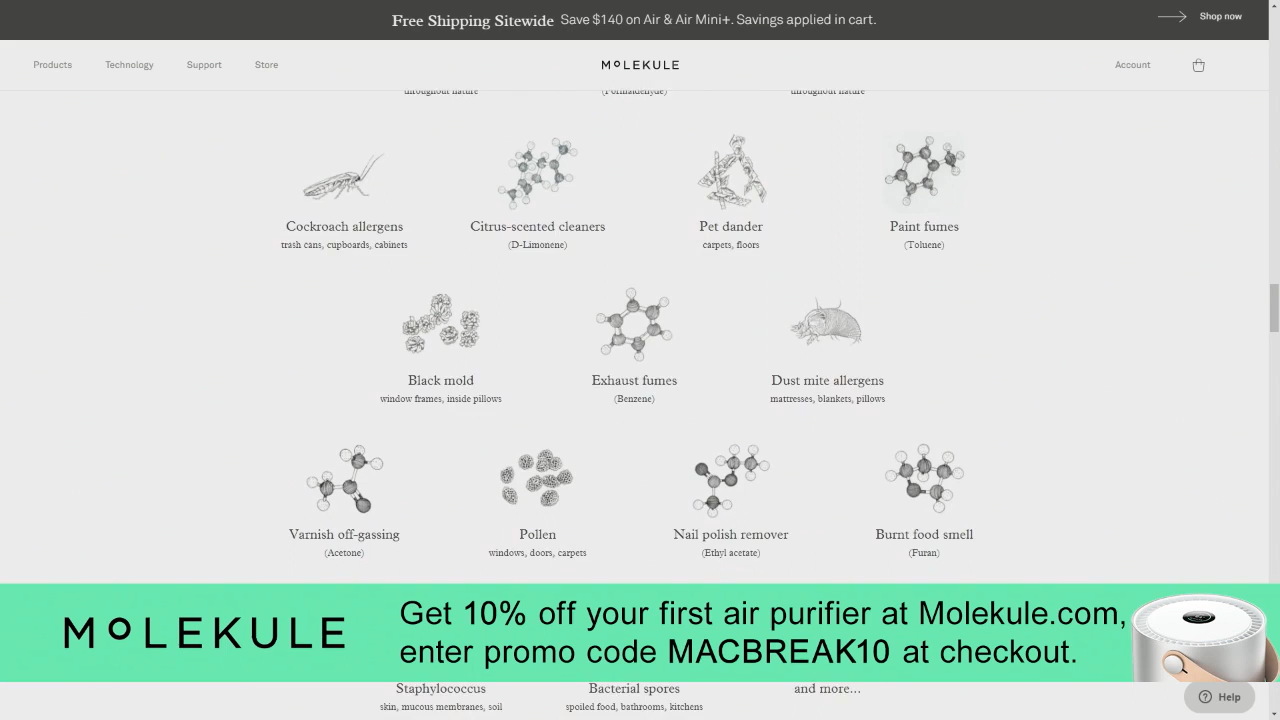 Free Shipping Sitewide Save $140 on Air & Air Mini+. Savings applied in cart.
Shop now
Products Technology Support Store
MOLEKULE
Account
throughout nature (Formaldehyde) throughout nature
Cockroach allergens Citrus-scented cleaners Pet dander Paint fumes
trash cans, cupboards, cabinets (D-Limonene) carpets, floors (Toluene)
Black mold Exhaust fumes Dust mite allergens
window frames, inside pillows (Benzene) mattresses, blankets, pillows
Varnish off-gassing Pollen Nail polish remover Burnt food smell
(Acetone) windows, doors, carpets (Ethyl acetate) (Furan)
MOLEKULE
Get 10% off your first air purifier at Molekule.com,
enter promo code MACBREAK10 at checkout.
Staphylococcus Bacterial spores and more...
skin, mucous membranes, soil spoiled food, bathrooms, kitchens
Help